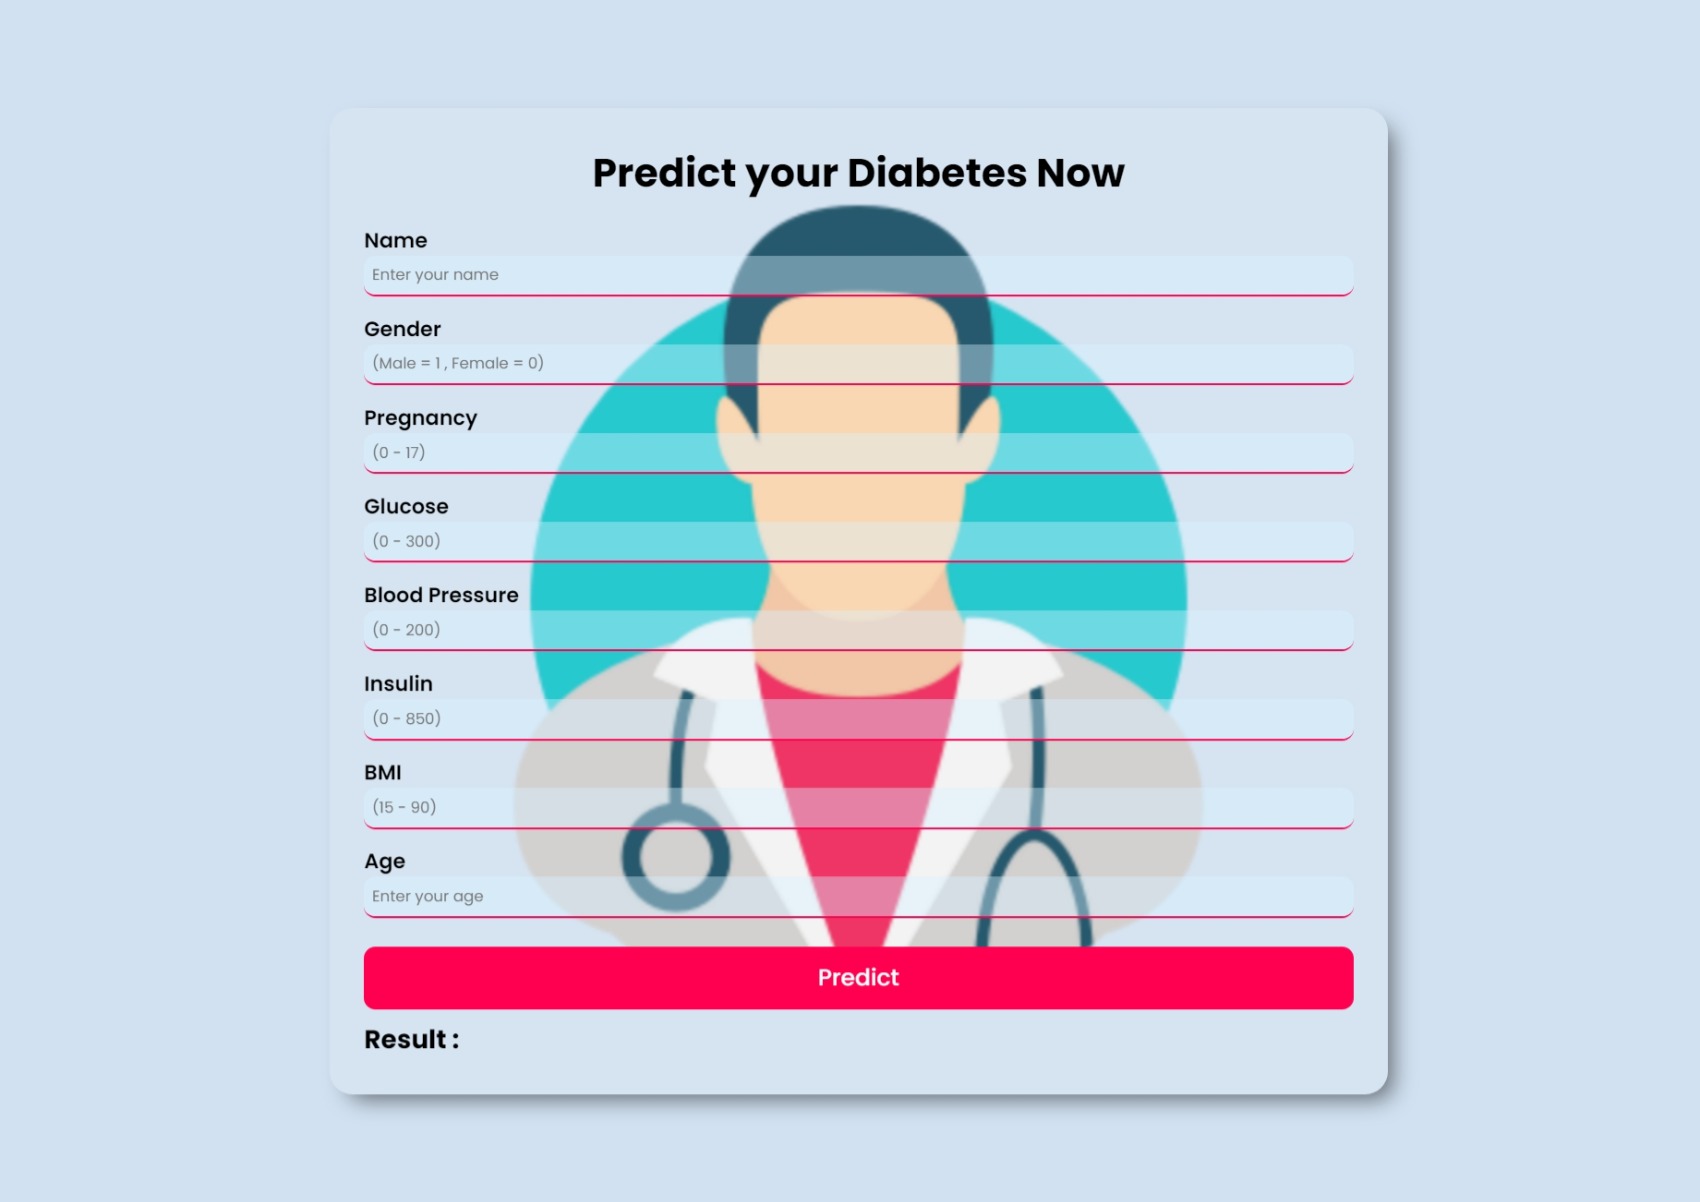 Predict your Diabetes Now
Name
Enter your name
Gender
(Male = 1 , Female = 0)
Pregnancy
(0 - 17)
Glucose
(0 - 300)
Blood Pressure
(0 - 200)
Insulin
(0 - 850)
BMI
(15 - 90)
Age
Enter your age
Predict
Result :